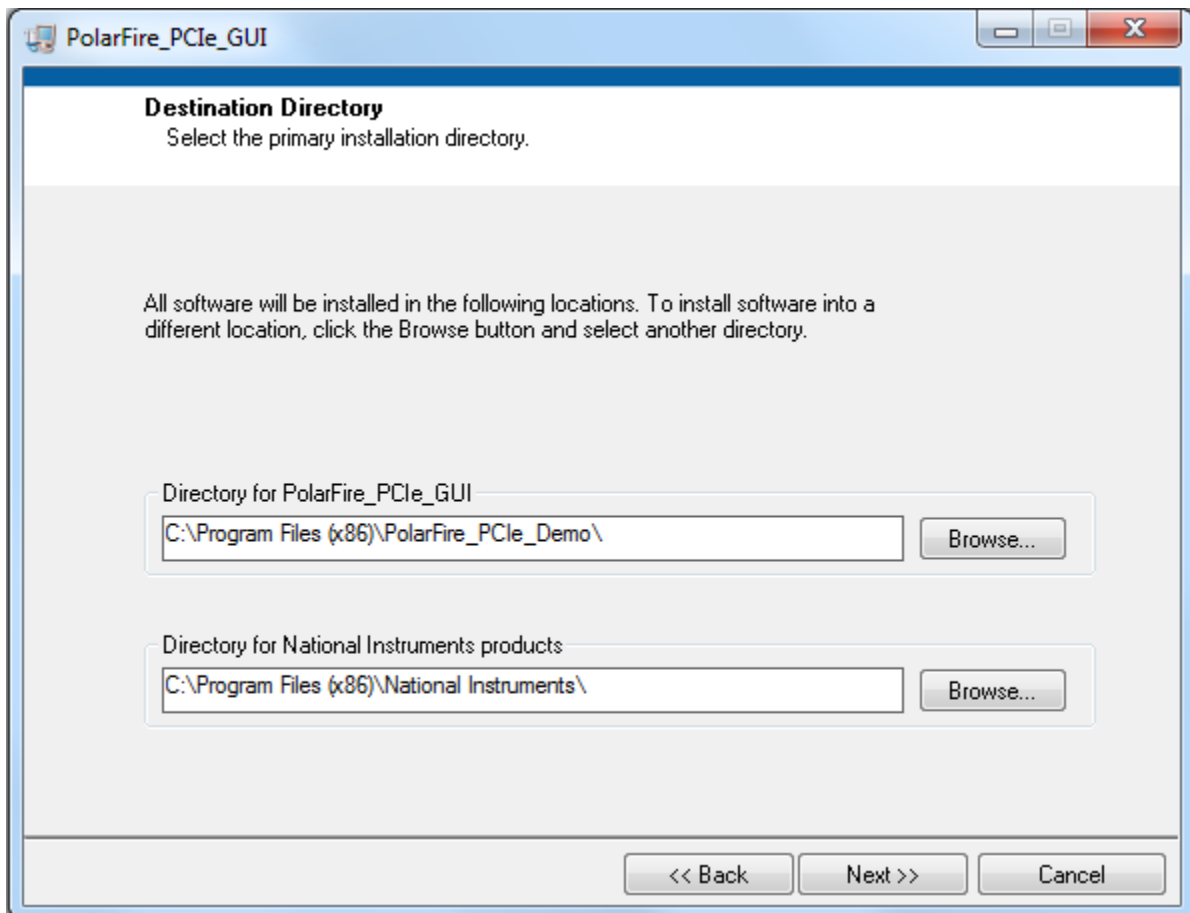 PolarFire_PCIe_GUI
Destination Directory
Select the primary installation directory.
All software will be installed in the following locations. To install software into a
different location, click the Browse button and select another directory.
Directory for PolarFire_PCIe_GUI
C:\Program Files (x86)\PolarFire_PCIe_Demo\
Browse...
Directory for National Instruments products
C:\Program Files (x86)\National Instruments\
Browse...
<< Back
Next >>
Cancel